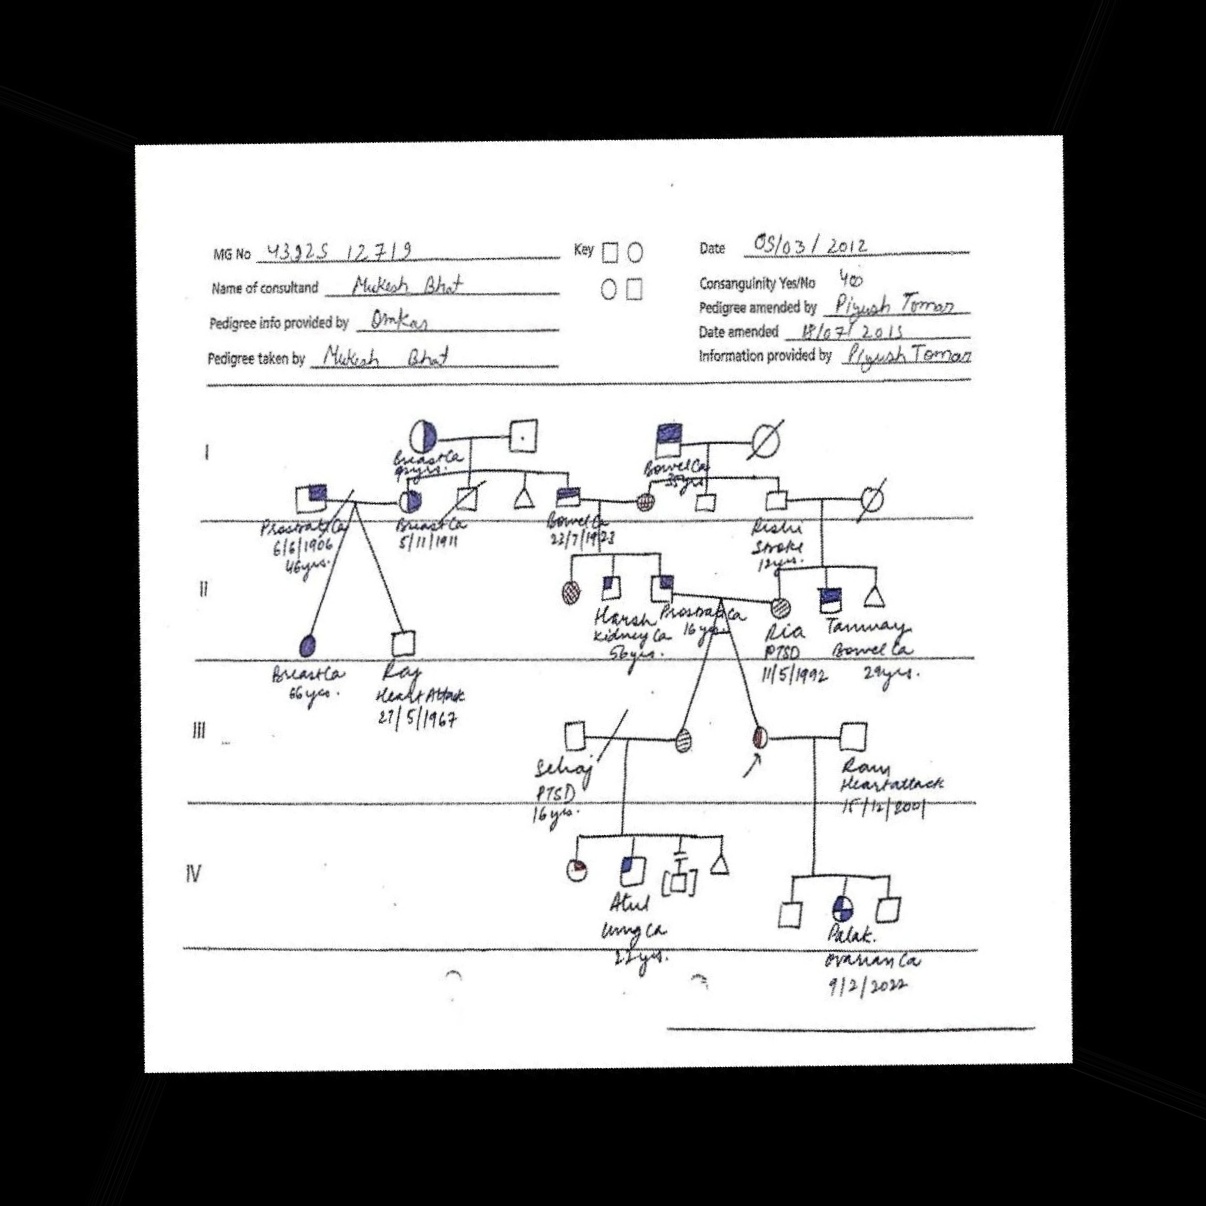 MG No 43925 12719 Key Date 05/03/2012
Name of consultand Mukesh Bhat Consanguinity Yes/No Yes
Pedigree info provided by Omkar Pedigree amended by Piyush Tomar
Pedigree taken by Mukesh Bhat Date amended 18/07/2015
Information provided by Piyush Tomar
I
Breast Ca
Bowel Ca
35yrs.
Prostrate Ca
6/6/1906
46yrs.
Breast Ca
5/11/1911
Bowel Ca
23/7/1923
Rishi
Stroke
12yrs.
II
Harsh
Kidney Ca
56yrs.
Prostrate Ca
16yrs.
Ria
PTSD
11/5/1992
Tanmay
Bowel Ca
29yrs.
Breast Ca
66yrs.
Raj
Heart Attack
27/5/1967
III
Sehaj
PTSD
16yrs.
Ram
Heart attack
15/12/2001
IV
Atul
Lung Ca
22yrs.
Palak.
Ovarian Ca
9/2/2022